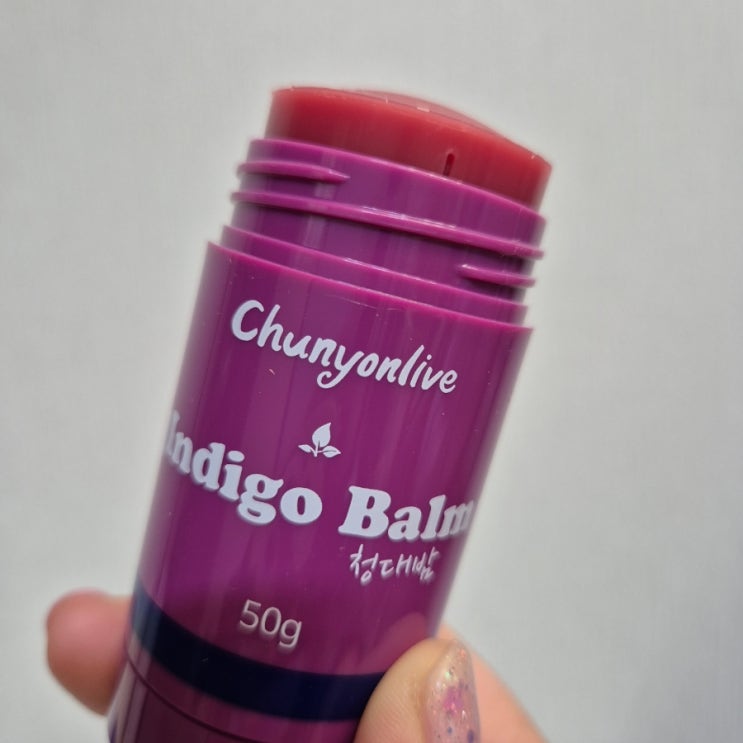 Chunyonlive
Indigo Balm
청대밤
50g